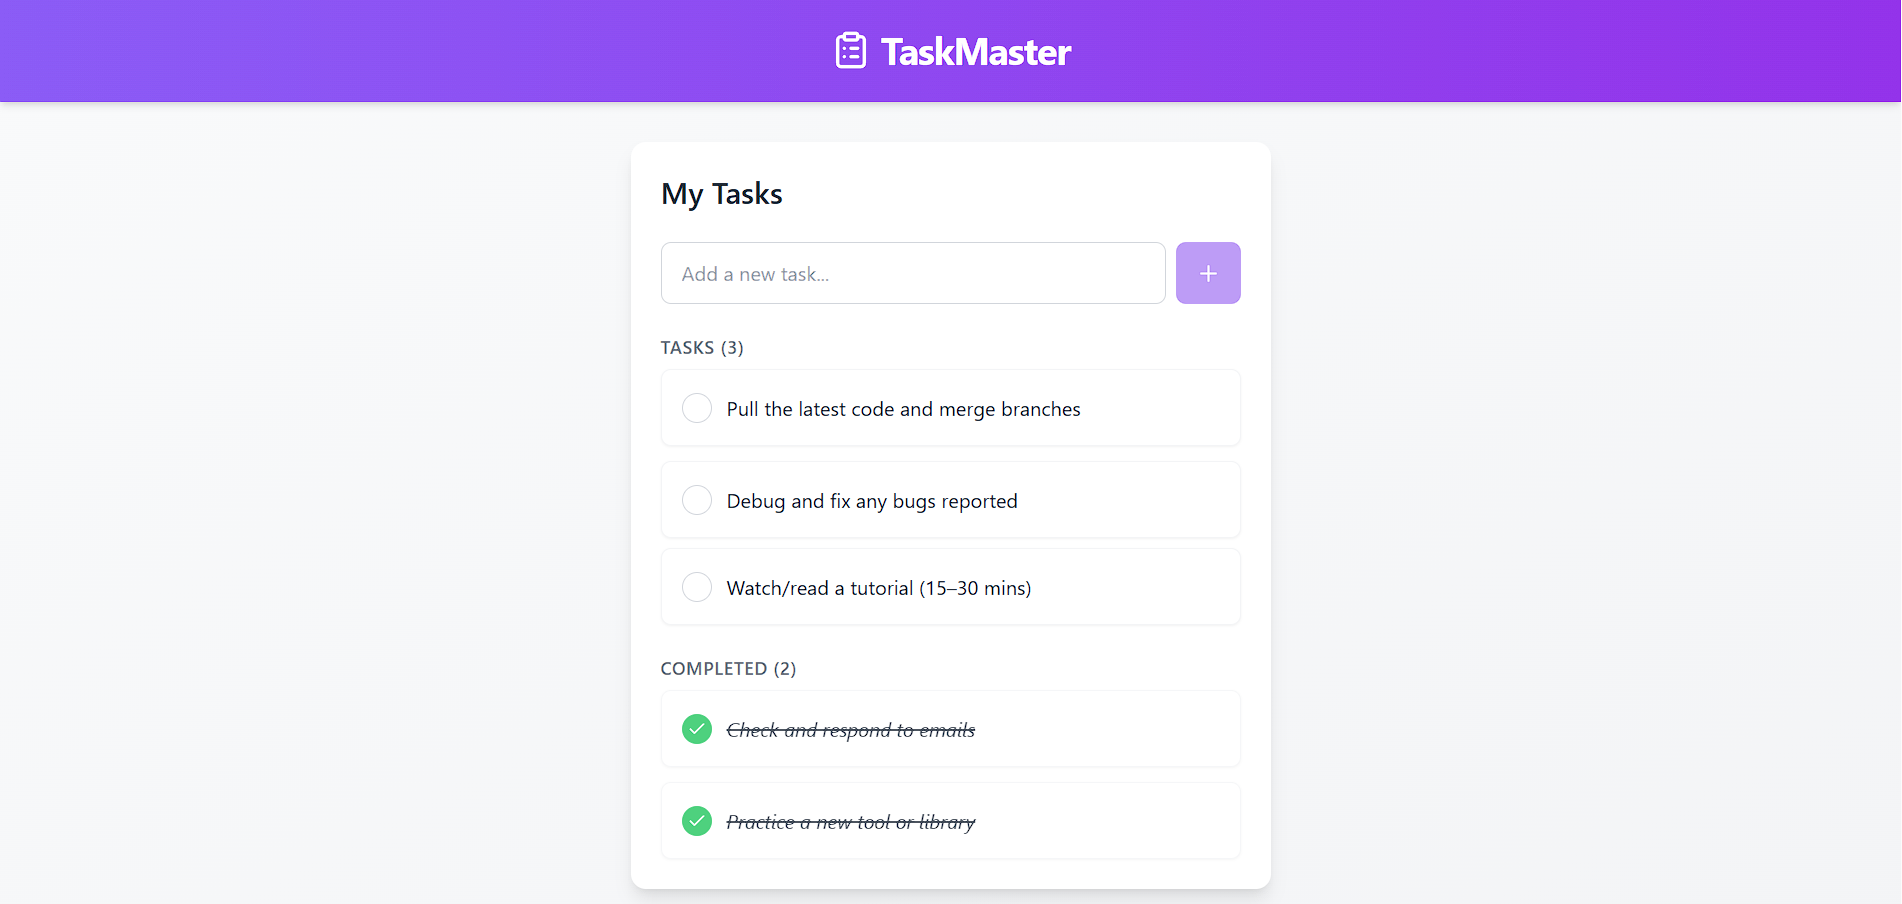 TaskMaster
My Tasks
Add a new task...
TASKS (3)
Pull the latest code and merge branches
Debug and fix any bugs reported
Watch/read a tutorial (15–30 mins)
COMPLETED (2)
Check and respond to emails
Practice a new tool or library